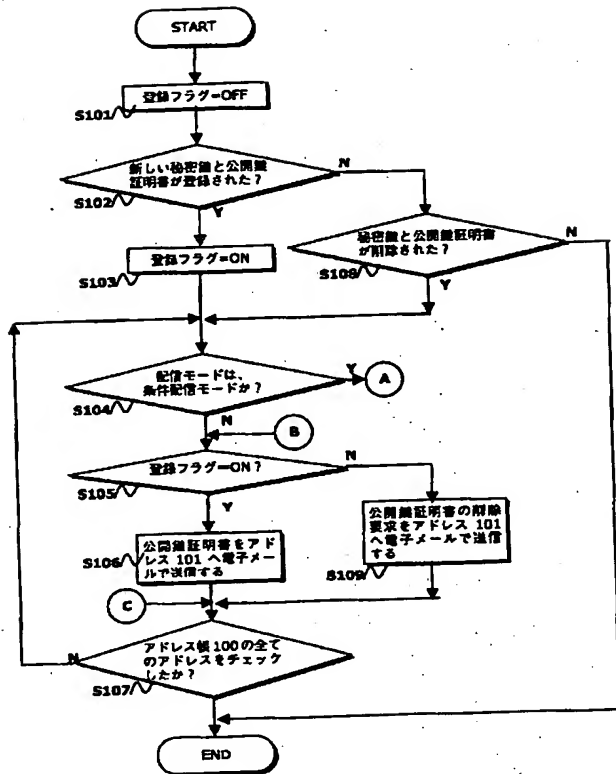 START
登録フラグ=OFF
S101
新しい秘密鍵と公開鍵
証明書が登録された？
N
S102
Y
秘密鍵と公開鍵証明書
が削除された？
N
登録フラグ=ON
S103
S108
Y
配信モードは、
条件配信モードか？
Y
A
S104
N
B
登録フラグ=ON？
N
S105
Y
公開鍵証明書をアド
レス 101 へ電子メー
ルで送信する
S106
公開鍵証明書の削除
要求をアドレス 101
へ電子メールで送信
する
S109
C
アドレス帳 100 の全て
のアドレスをチェック
したか？
N
S107
END